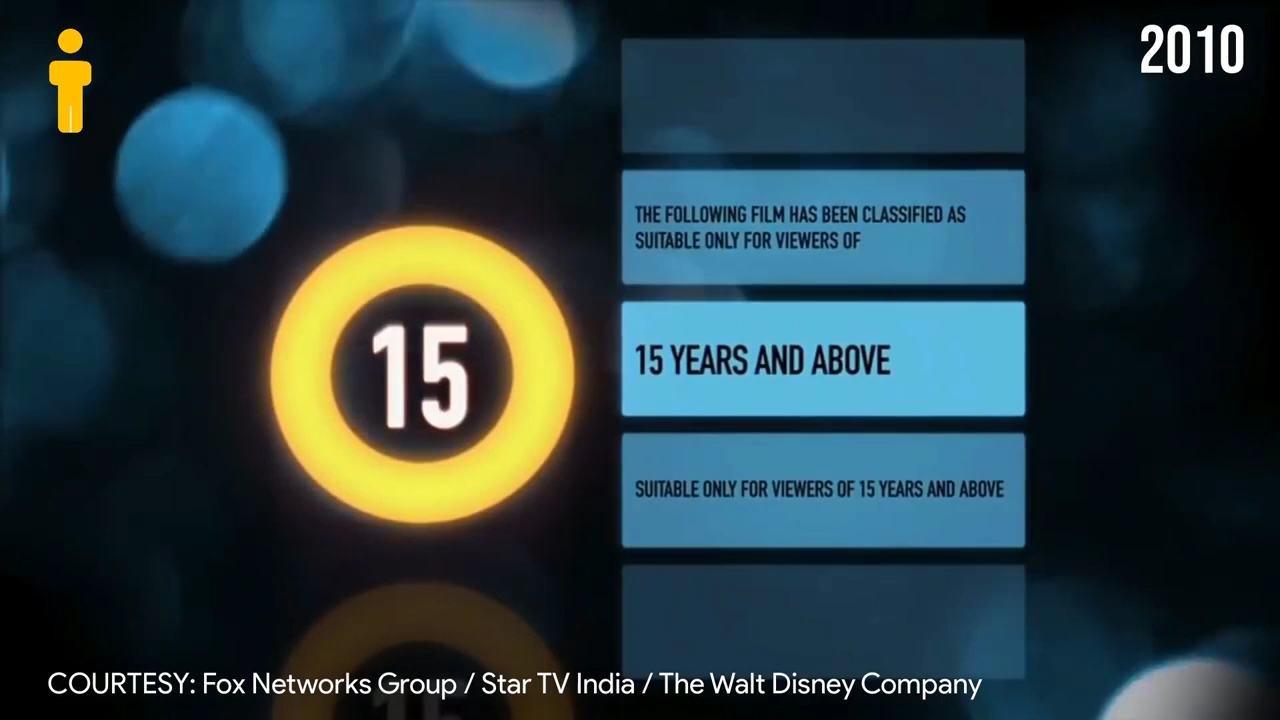 2010
THE FOLLOWING FILM HAS BEEN CLASSIFIED AS
SUITABLE ONLY FOR VIEWERS OF
15
15 YEARS AND ABOVE
SUITABLE ONLY FOR VIEWERS OF 15 YEARS AND ABOVE
15
COURTESY: Fox Networks Group / Star TV India / The Walt Disney Company